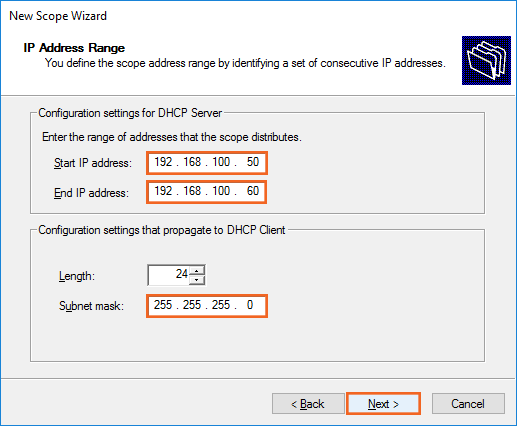 New Scope Wizard
IP Address Range
You define the scope address range by identifying a set of consecutive IP addresses.
Configuration settings for DHCP Server
Enter the range of addresses that the scope distributes.
Start IP address: 192 . 168 . 100 . 50
End IP address: 192 . 168 . 100 . 60
Configuration settings that propagate to DHCP Client
Length: 24
Subnet mask: 255 . 255 . 255 . 0
< Back Next > Cancel